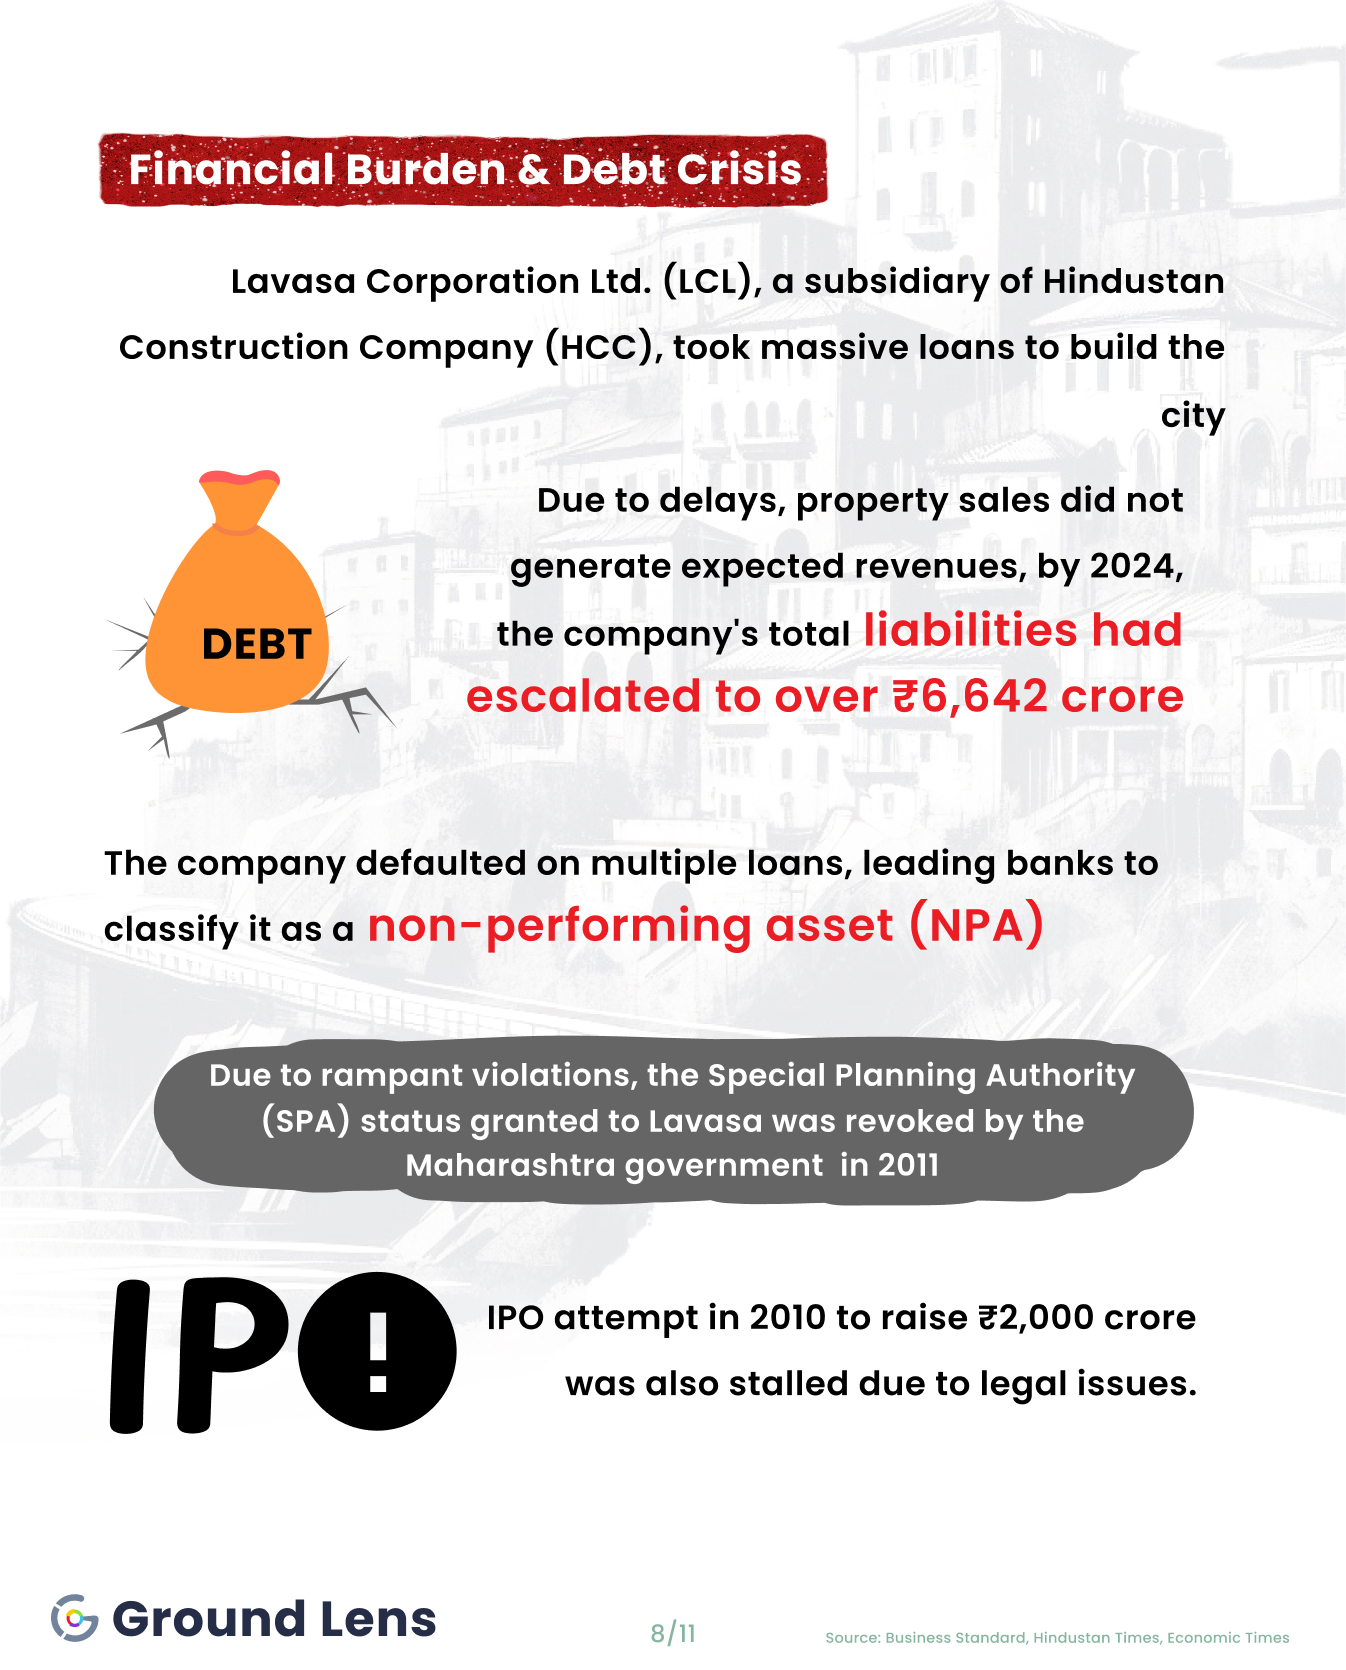 Financial Burden & Debt Crisis
Lavasa Corporation Ltd. (LCL), a subsidiary of Hindustan
Construction Company (HCC), took massive loans to build the
city
DEBT
Due to delays, property sales did not
generate expected revenues, by 2024,
the company's total liabilities had
escalated to over ₹6,642 crore
The company defaulted on multiple loans, leading banks to
classify it as a non-performing asset (NPA)
Due to rampant violations, the Special Planning Authority
(SPA) status granted to Lavasa was revoked by the
Maharashtra government in 2011
IPO!
IPO attempt in 2010 to raise ₹2,000 crore
was also stalled due to legal issues.
Ground Lens
8/11
Source: Business Standard, Hindustan Times, Economic Times